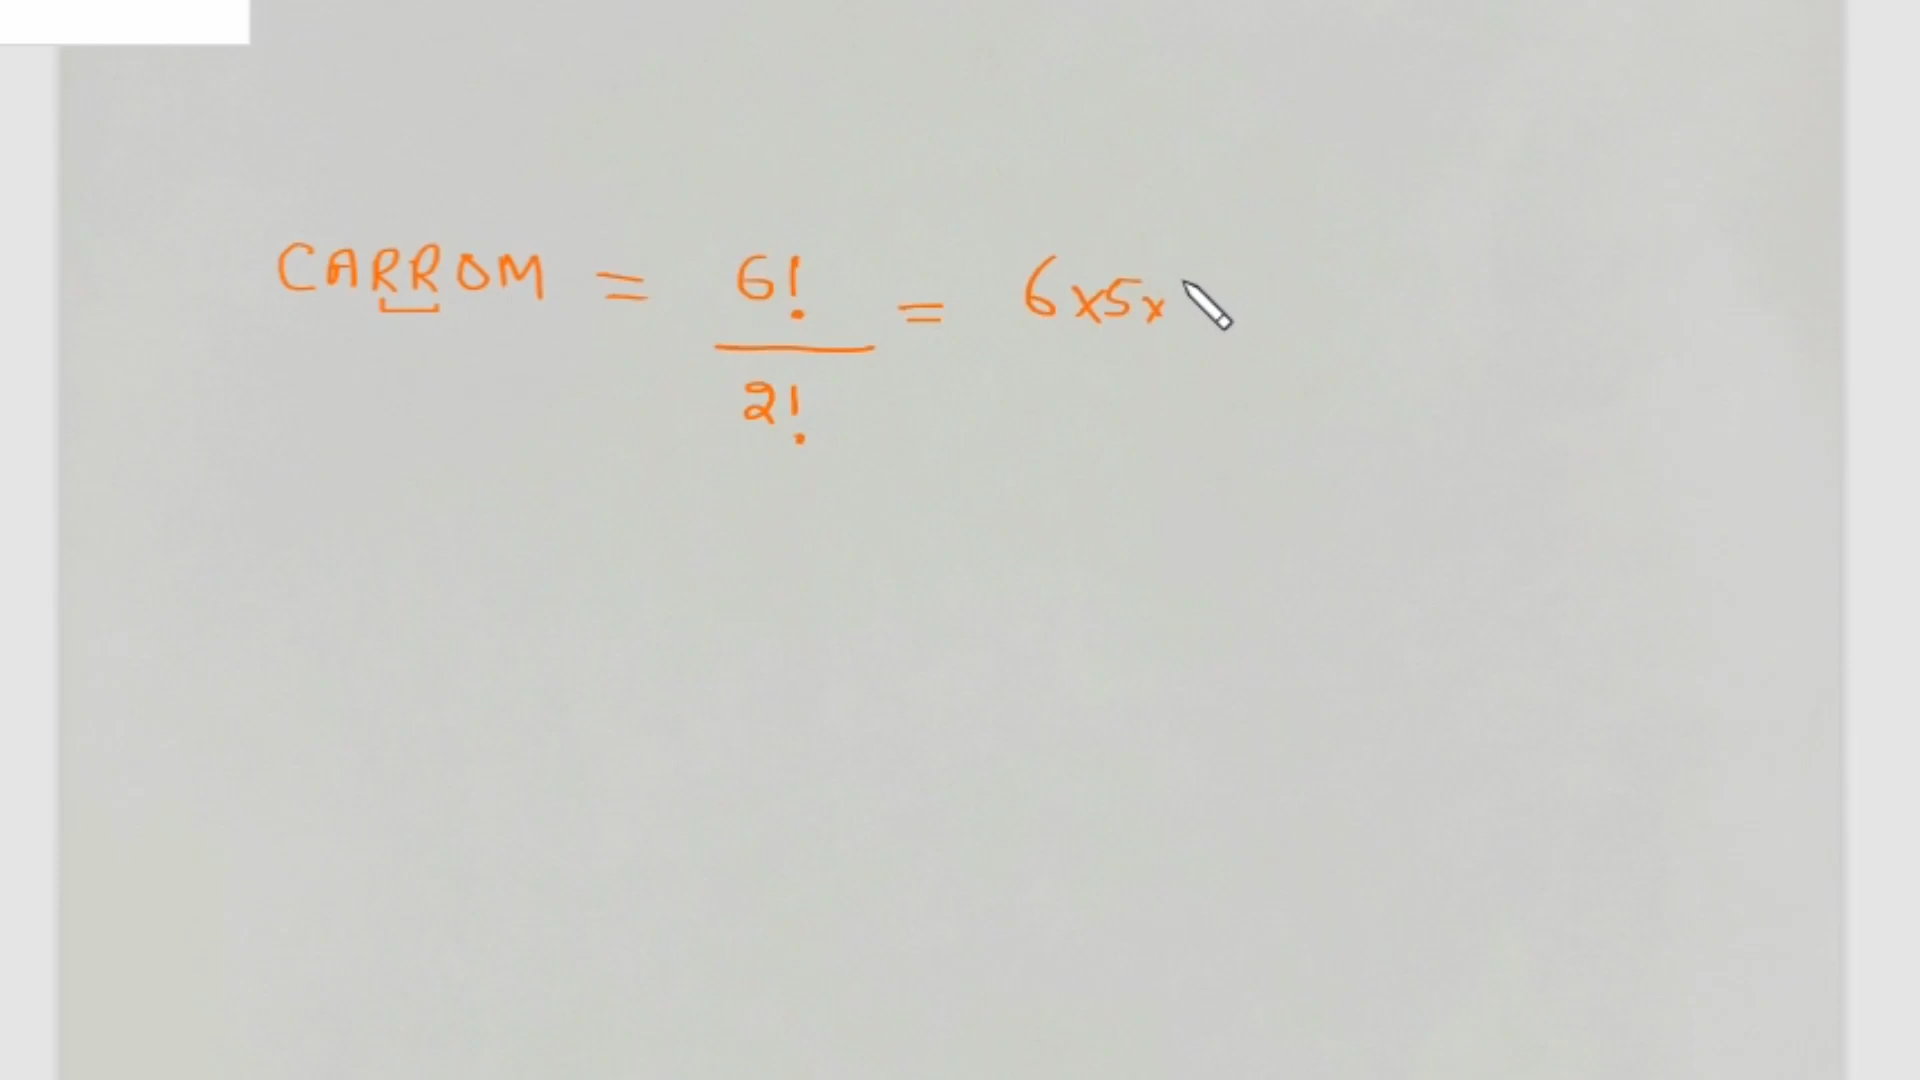 CARROM = 6!/2! = 6x5x